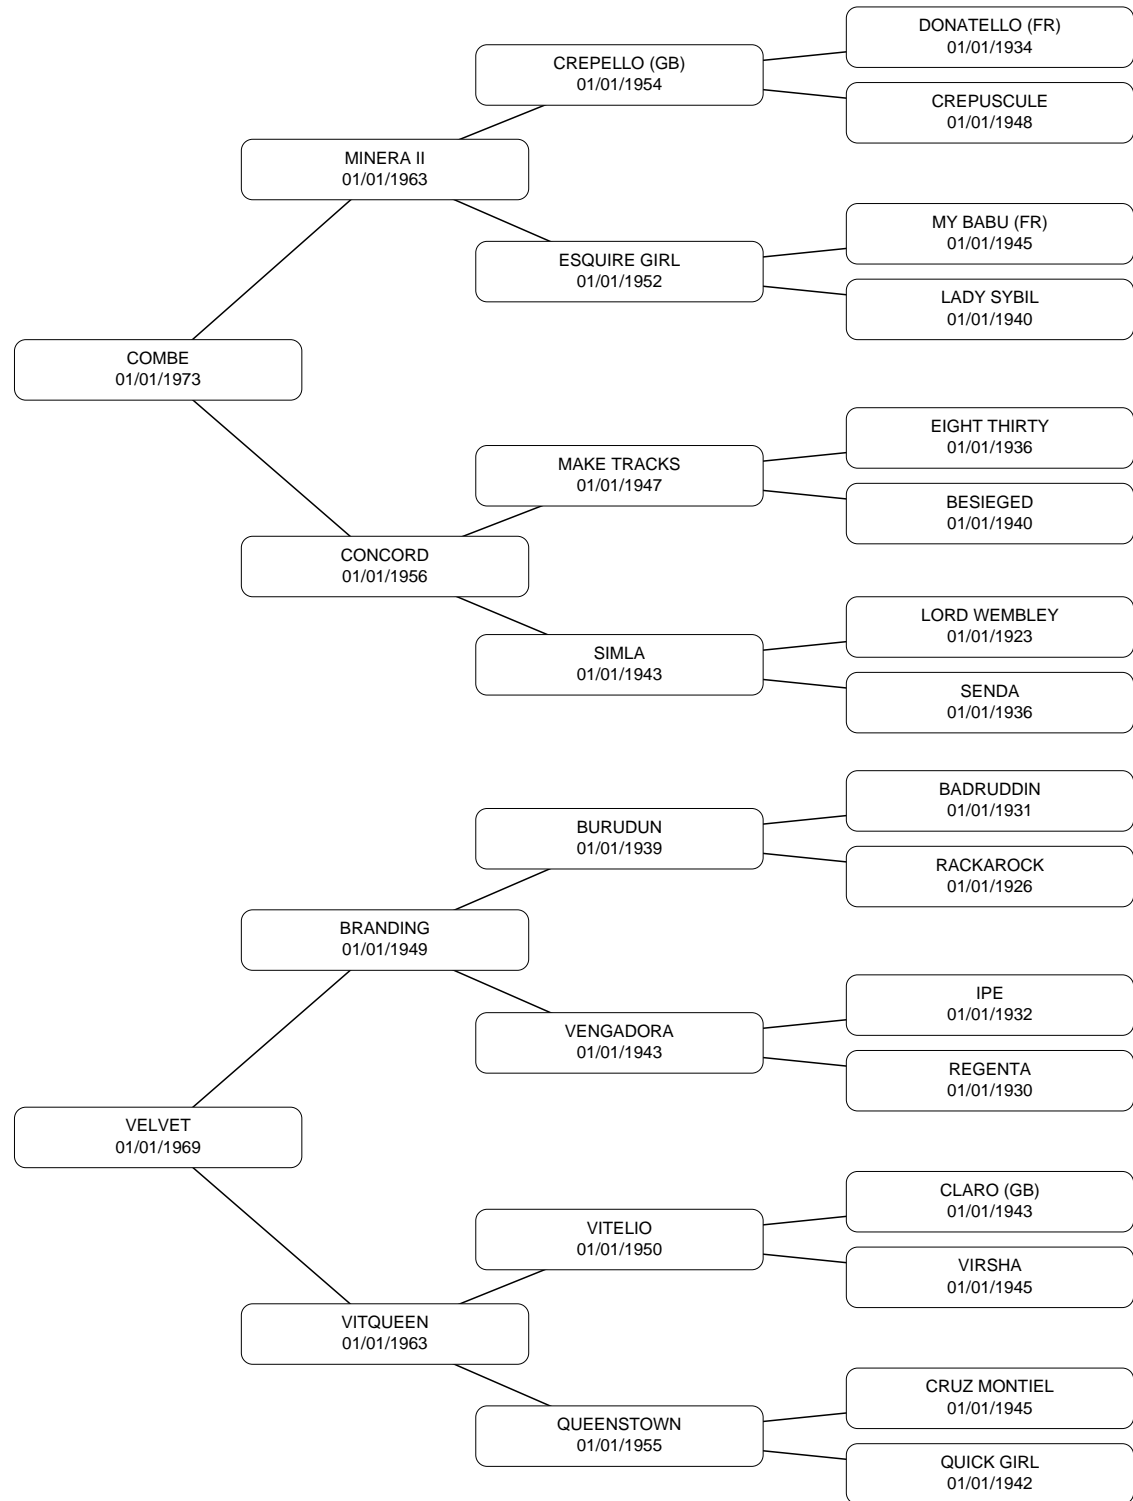 DONATELLO (FR)
01/01/1934
CREPELLO (GB)
01/01/1954
CREPUSCULE
01/01/1948
MINERA II
01/01/1963
MY BABU (FR)
01/01/1945
ESQUIRE GIRL
01/01/1952
LADY SYBIL
01/01/1940
COMBE
01/01/1973
EIGHT THIRTY
01/01/1936
MAKE TRACKS
01/01/1947
BESIEGED
01/01/1940
CONCORD
01/01/1956
LORD WEMBLEY
01/01/1923
SIMLA
01/01/1943
SENDA
01/01/1936
BADRUDDIN
01/01/1931
BURUDUN
01/01/1939
RACKAROCK
01/01/1926
BRANDING
01/01/1949
IPE
01/01/1932
VENGADORA
01/01/1943
REGENTA
01/01/1930
VELVET
01/01/1969
CLARO (GB)
01/01/1943
VITELIO
01/01/1950
VIRSHA
01/01/1945
VITQUEEN
01/01/1963
CRUZ MONTIEL
01/01/1945
QUEENSTOWN
01/01/1955
QUICK GIRL
01/01/1942